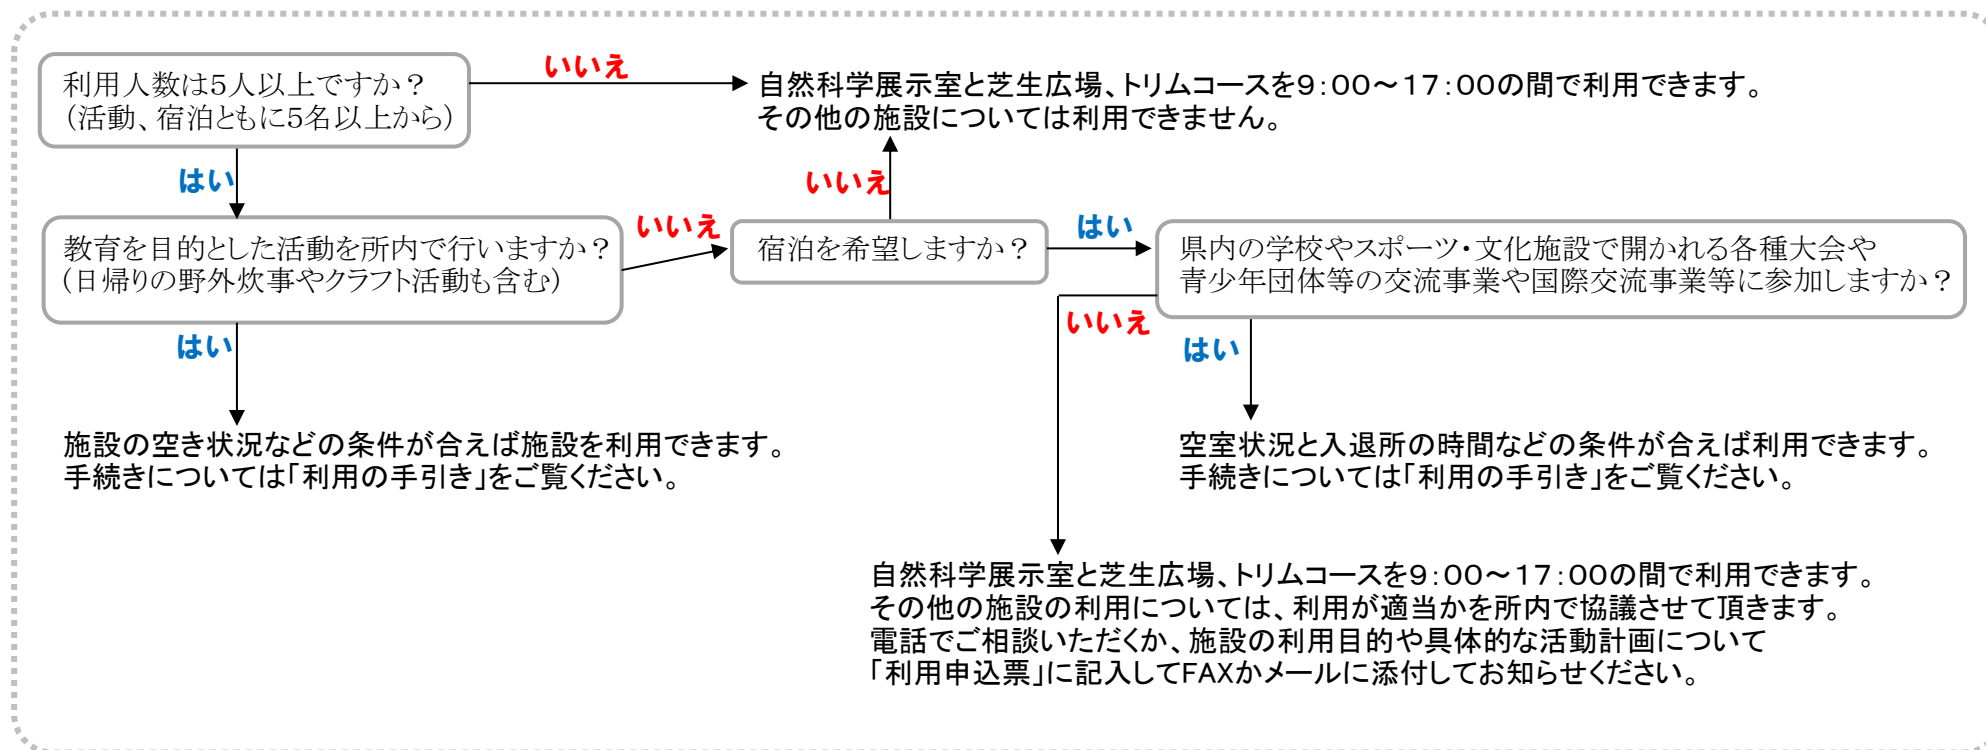 利用人数は5人以上ですか？
（活動、宿泊ともに5名以上から）
いいえ
自然科学展示室と芝生広場、トリムコースを9：00～17：00の間で利用できます。
その他の施設については利用できません。
はい
いいえ
教育を目的とした活動を所内で行いますか？
（日帰りの野外炊事やクラフト活動も含む）
いいえ
宿泊を希望しますか？
はい
県内の学校やスポーツ・文化施設で開かれる各種大会や
青少年団体等の交流事業や国際交流事業等に参加しますか？
はい
いいえ
はい
施設の空き状況などの条件が合えば施設を利用できます。
手続きについては「利用の手引き」をご覧ください。
空室状況と入退所の時間などの条件が合えば利用できます。
手続きについては「利用の手引き」をご覧ください。
自然科学展示室と芝生広場、トリムコースを9：00～17：00の間で利用できます。
その他の施設の利用については、利用が適当かを所内で協議させて頂きます。
電話でご相談いただくか、施設の利用目的や具体的な活動計画について
「利用申込票」に記入してFAXかメールに添付してお知らせください。